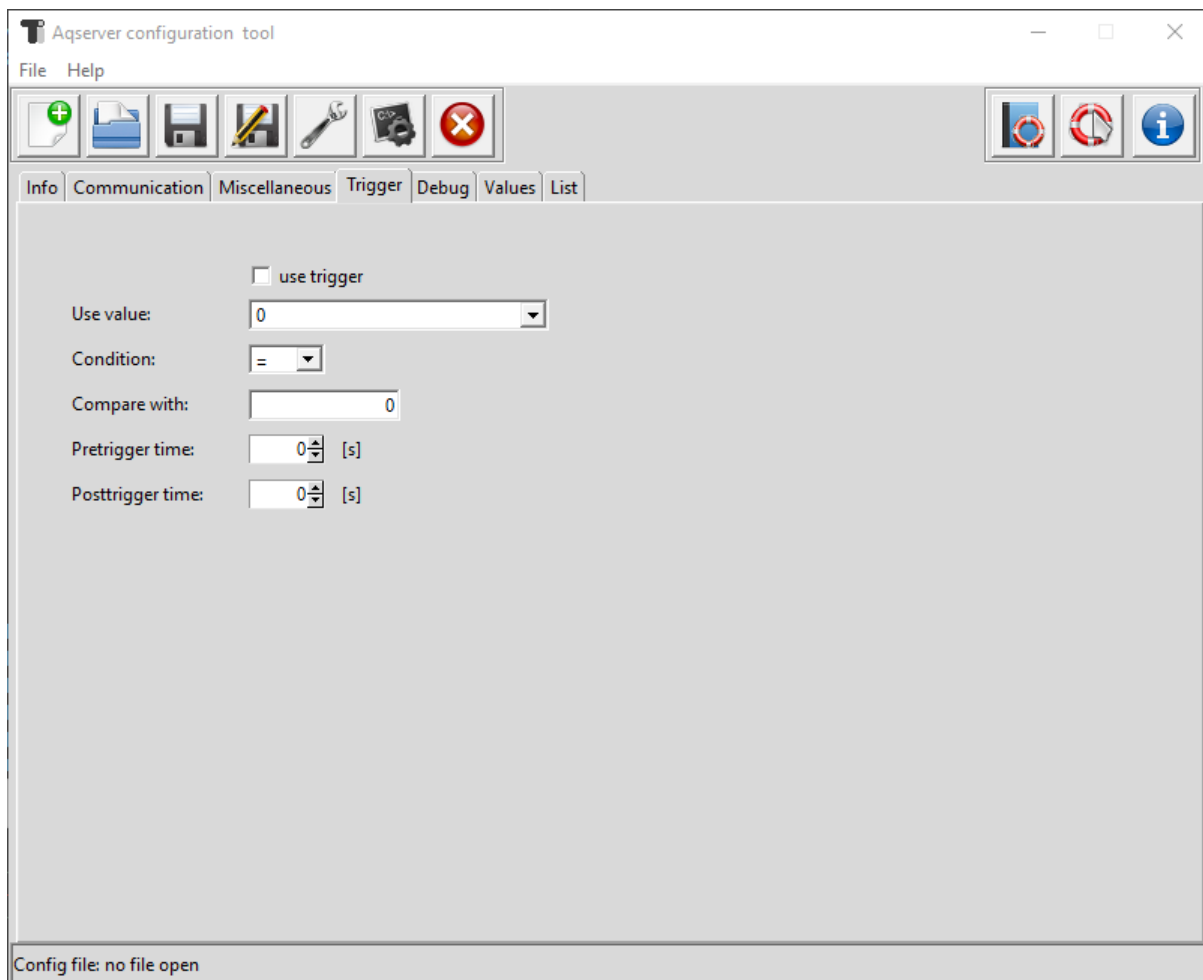 Aqserver configuration tool
File Help
Info Communication Miscellaneous Trigger Debug Values List
use trigger
Use value: 0
Condition: =
Compare with: 0
Pretrigger time: 0 [s]
Posttrigger time: 0 [s]
Config file: no file open